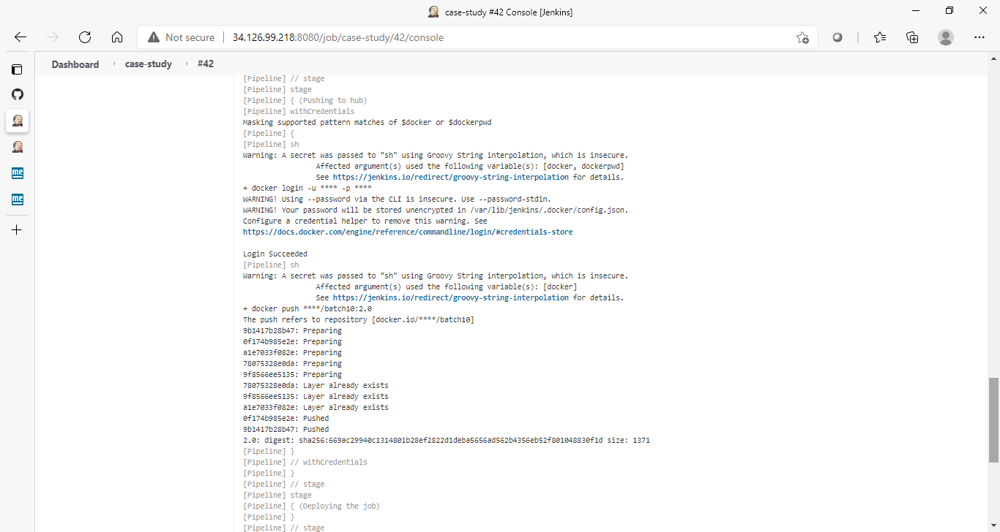 case-study #42 Console [Jenkins]
Not secure 34.126.99.218:8080/job/case-study/42/console
Dashboard case-study #42
[Pipeline] // stage
[Pipeline] stage
[Pipeline] { (Pushing to hub)
[Pipeline] withCredentials
Masking supported pattern matches of $docker or $dockerpwd
[Pipeline] {
[Pipeline] sh
Warning: A secret was passed to "sh" using Groovy String interpolation, which is insecure.
Affected argument(s) used the following variable(s): [docker, dockerpwd]
See https://jenkins.io/redirect/groovy-string-interpolation for details.
+ docker login -u **** -p ****
WARNING! Using --password via the CLI is insecure. Use --password-stdin.
WARNING! Your password will be stored unencrypted in /var/lib/jenkins/.docker/config.json.
Configure a credential helper to remove this warning. See
https://docs.docker.com/engine/reference/commandline/login/#credentials-store
Login Succeeded
[Pipeline] sh
Warning: A secret was passed to "sh" using Groovy String interpolation, which is insecure.
Affected argument(s) used the following variable(s): [docker]
See https://jenkins.io/redirect/groovy-string-interpolation for details.
+ docker push ****/batch10:2.0
The push refers to repository [docker.io/****/batch10]
9b1417b28b47: Preparing
0f174b985e2e: Preparing
a1e7033f082e: Preparing
78075328e0da: Preparing
9f8566ee5135: Preparing
78075328e0da: Layer already exists
9f8566ee5135: Layer already exists
a1e7033f082e: Layer already exists
0f174b985e2e: Pushed
9b1417b28b47: Pushed
2.0: digest: sha256:669ac29940c1314801b28ef2822d1deba5656ad562b4356eb52f801048830f1d size: 1371
[Pipeline] }
[Pipeline] // withCredentials
[Pipeline] }
[Pipeline] // stage
[Pipeline] stage
[Pipeline] { (Deploying the job)
[Pipeline] }
[Pipeline] // stage
me
me